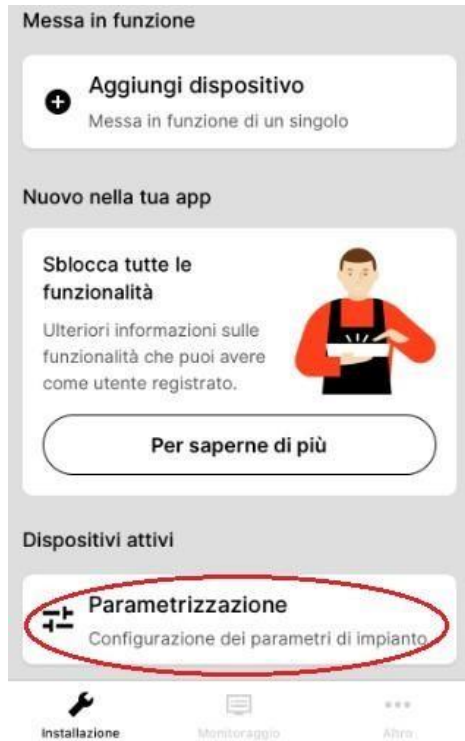 Messa in funzione
Aggiungi dispositivo
Messa in funzione di un singolo
Nuovo nella tua app
Sblocca tutte le
funzionalità
Ulteriori informazioni sulle
funzionalità che puoi avere
come utente registrato.
Per saperne di più
Dispositivi attivi
Parametrizzazione
Configurazione dei parametri di impianto
Installazione
Monitoraggio
Altro